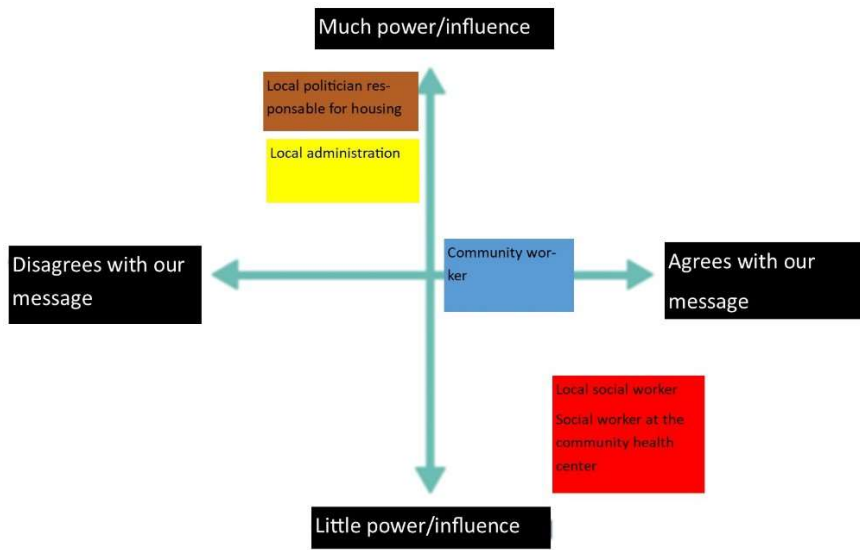 Much power/influence
Local politician res-
ponsable for housing
Local administration
Disagrees with our
message
Community wor-
ker
Agrees with our
message
Local social worker
Social worker at the
community health
center
Little power/influence